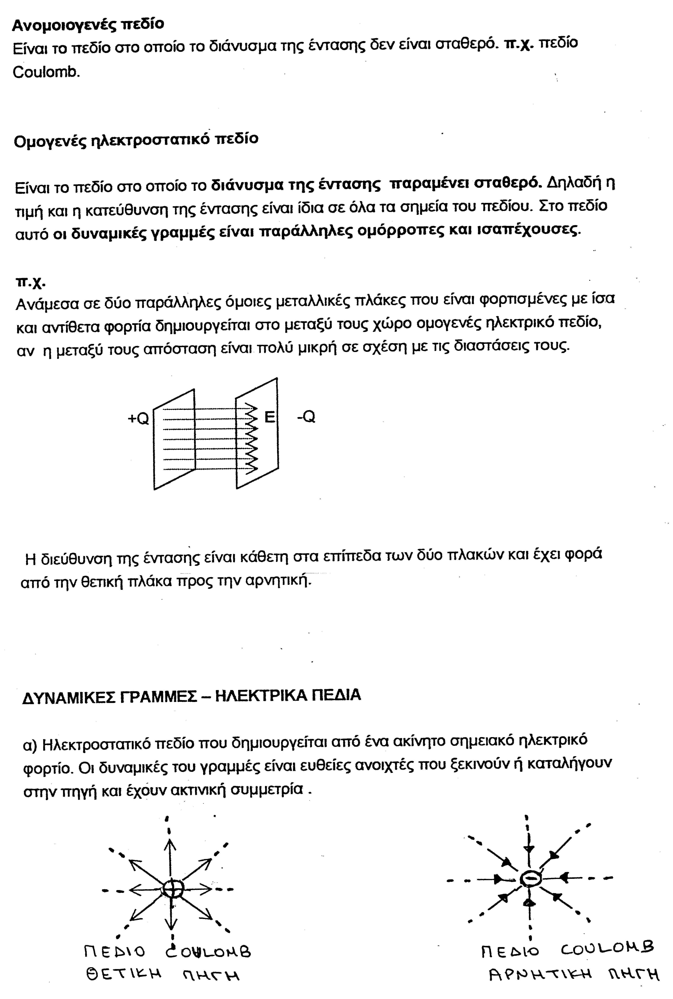 Ανομοιογενές πεδίο
Είναι το πεδίο στο οποίο το διάνυσμα της έντασης δεν είναι σταθερό. π.χ. πεδίο
Coulomb.
Ομογενές ηλεκτροστατικό πεδίο
Είναι το πεδίο στο οποίο το διάνυσμα της έντασης παραμένει σταθερό. Δηλαδή η
τιμή και η κατεύθυνση της έντασης είναι ίδια σε όλα τα σημεία του πεδίου. Στο πεδίο
αυτό οι δυναμικές γραμμές είναι παράλληλες ομόρροπες και ισαπέχουσες.
π.χ.
Ανάμεσα σε δύο παράλληλες όμοιες μεταλλικές πλάκες που είναι φορτισμένες με ίσα
και αντίθετα φορτία δημιουργείται στο μεταξύ τους χώρο ομογενές ηλεκτρικό πεδίο,
αν η μεταξύ τους απόσταση είναι πολύ μικρή σε σχέση με τις διαστάσεις τους.
+Q E -Q
Η διεύθυνση της έντασης είναι κάθετη στα επίπεδα των δύο πλακών και έχει φορά
από την θετική πλάκα προς την αρνητική.
ΔΥΝΑΜΙΚΕΣ ΓΡΑΜΜΕΣ – ΗΛΕΚΤΡΙΚΑ ΠΕΔΙΑ
α) Ηλεκτροστατικό πεδίο που δημιουργείται από ένα ακίνητο σημειακό ηλεκτρικό
φορτίο. Οι δυναμικές του γραμμές είναι ευθείες ανοιχτές που ξεκινούν ή καταλήγουν
στην πηγή και έχουν ακτινική συμμετρία .
+ -
ΠΕΔΙΟ COULOMB
ΘΕΤΙΚΗ ΠΗΓΗ
ΠΕΔΙΟ COULOMB
ΑΡΝΗΤΙΚΗ ΠΗΓΗ